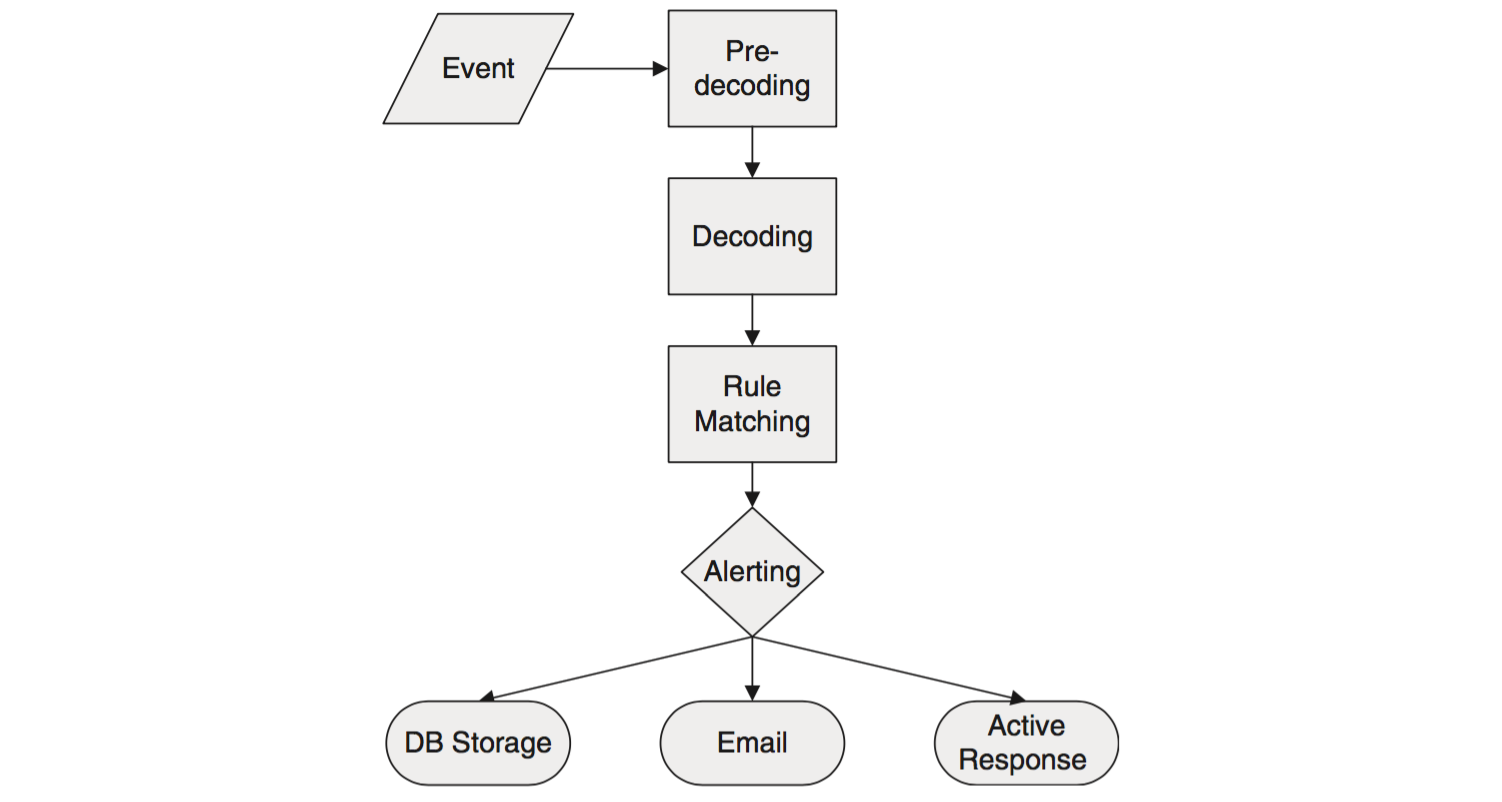 Event
Pre-
decoding
Decoding
Rule
Matching
Alerting
DB Storage
Email
Active
Response